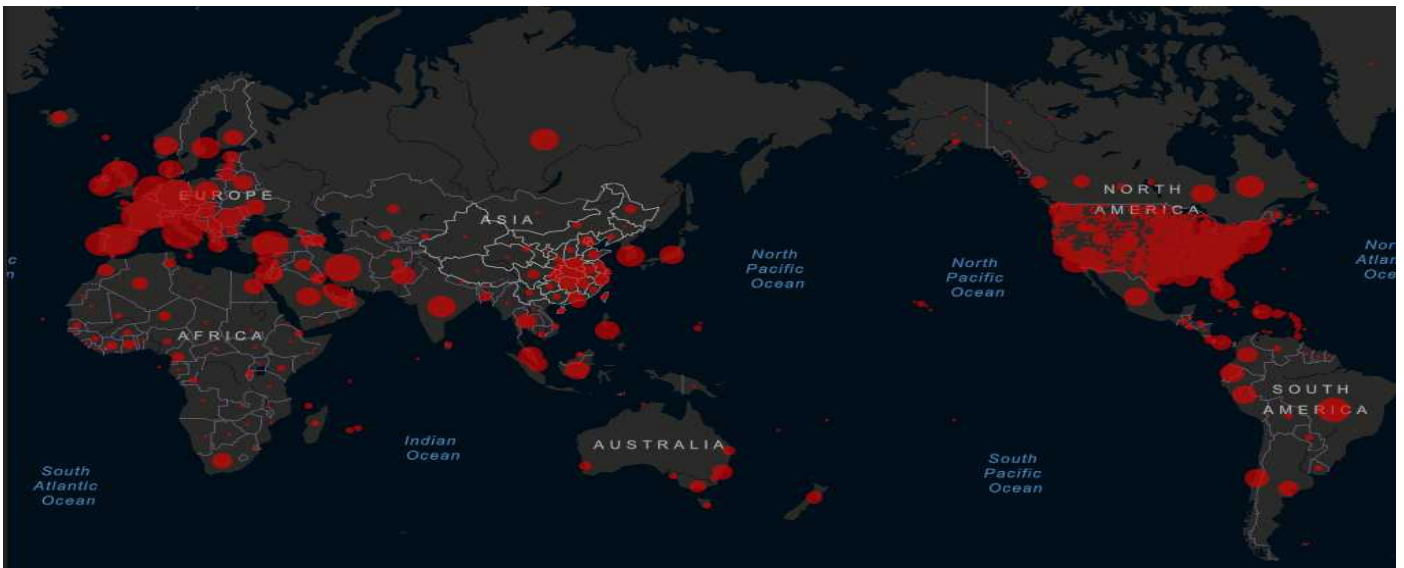 EUROPE
ASIA
NORTH
AMERICA
North
Pacific
Ocean
North
Pacific
Ocean
AFRICA
SOUTH
AMERICA
Indian
Ocean
AUSTRALIA
South
Atlantic
Ocean
South
Pacific
Ocean